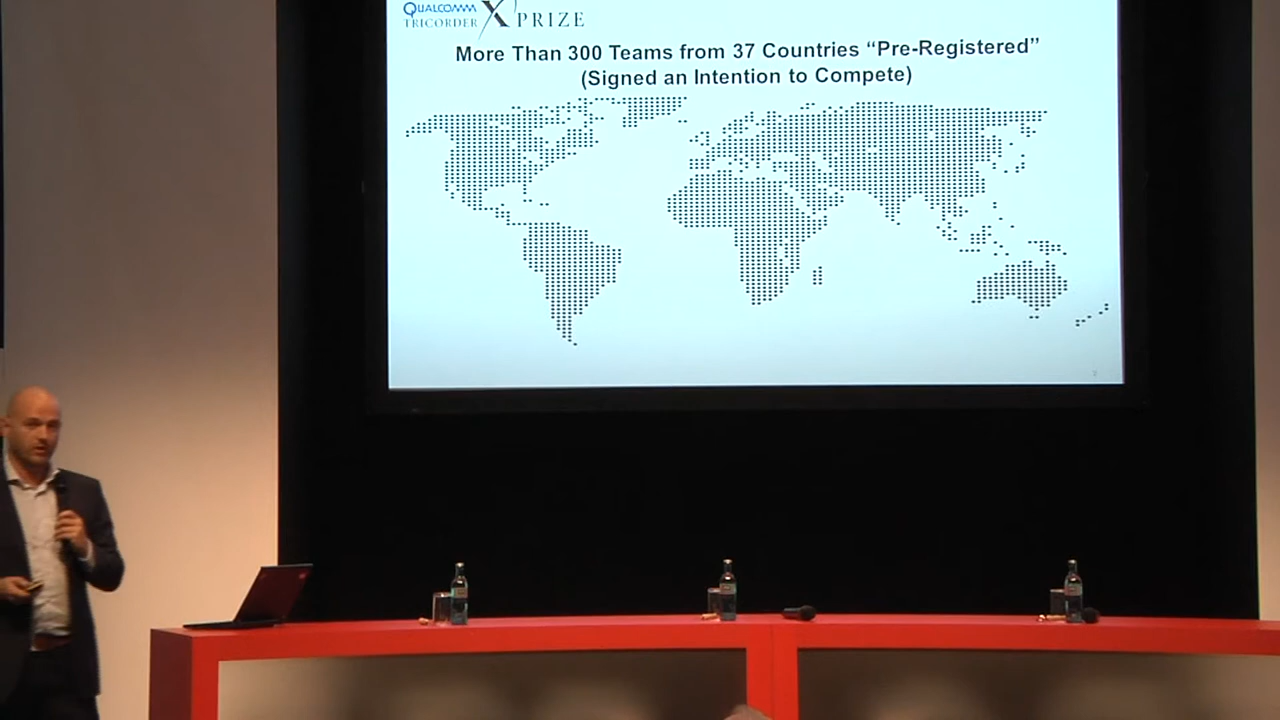 QUALCOMM
TRICORDER XPRIZE
More Than 300 Teams from 37 Countries “Pre-Registered”
(Signed an Intention to Compete)